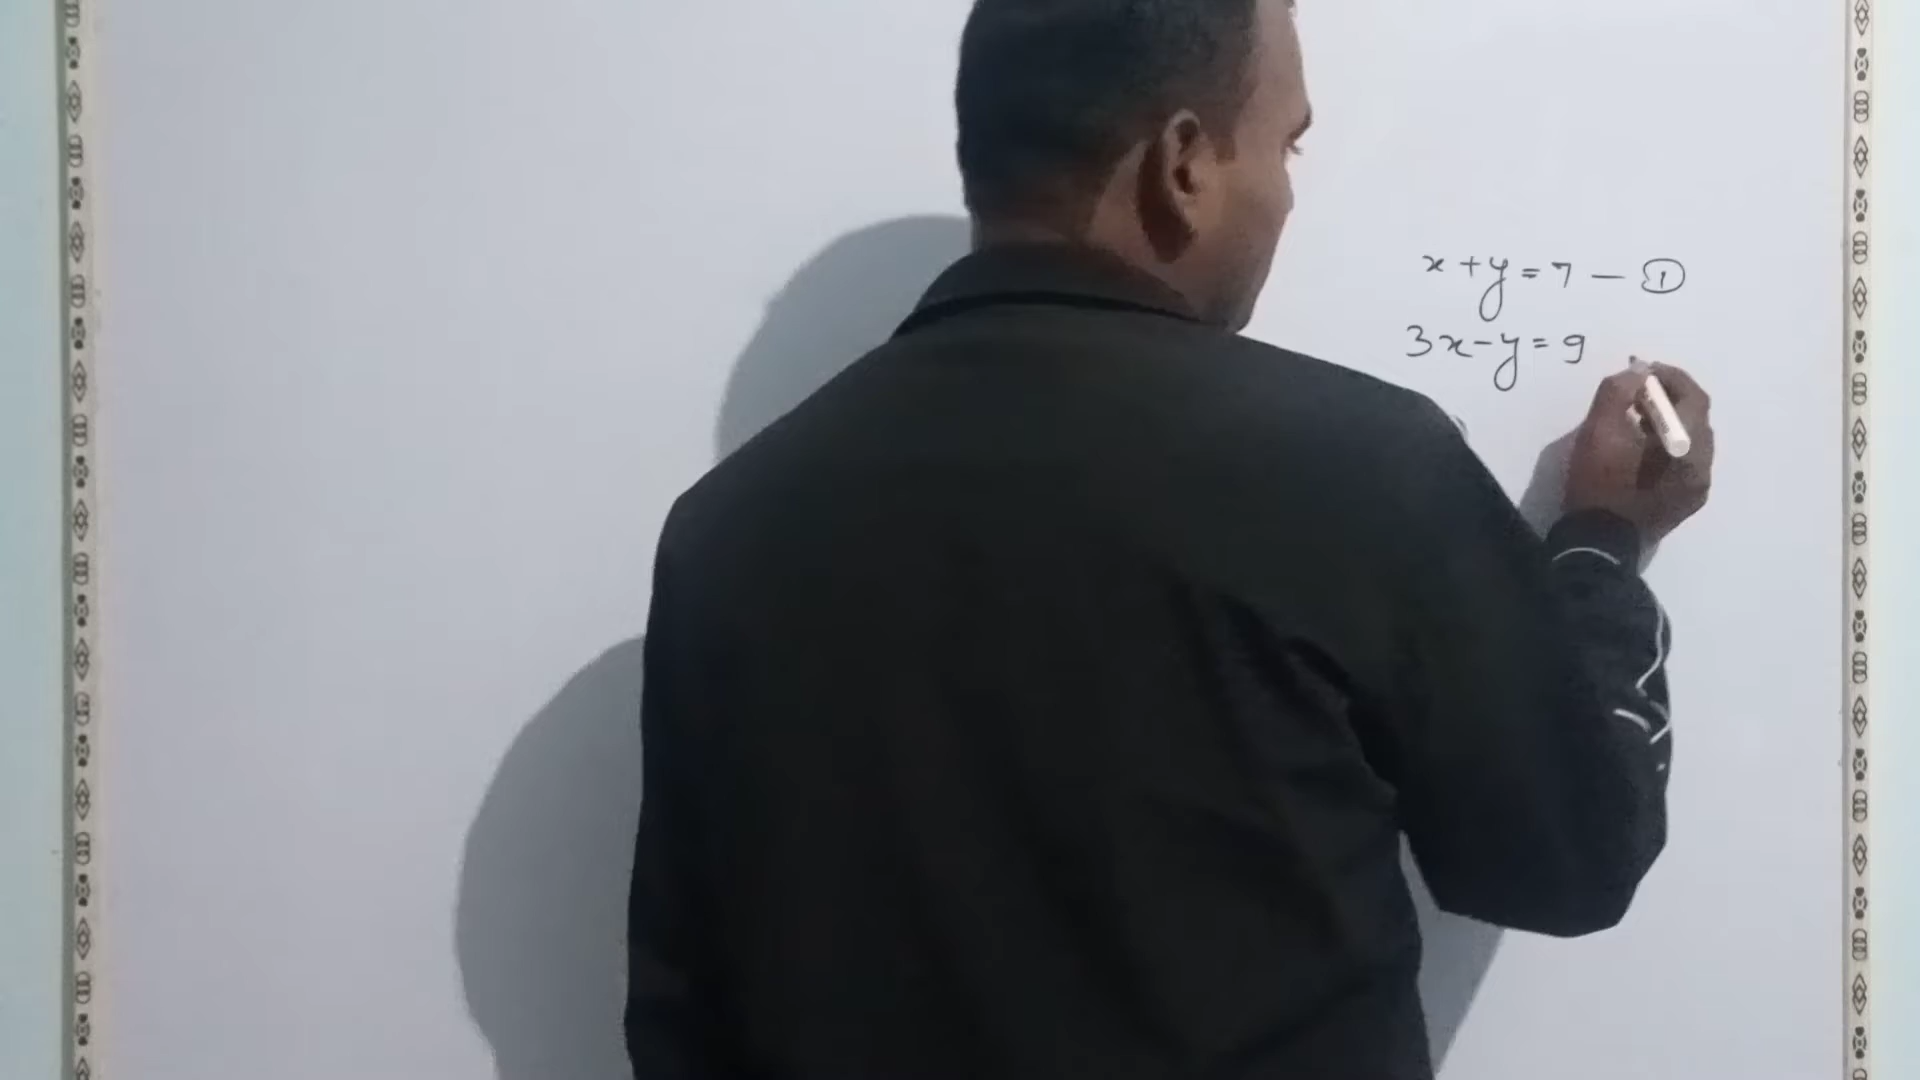 x + y = 7 — ①
3x - y = 9